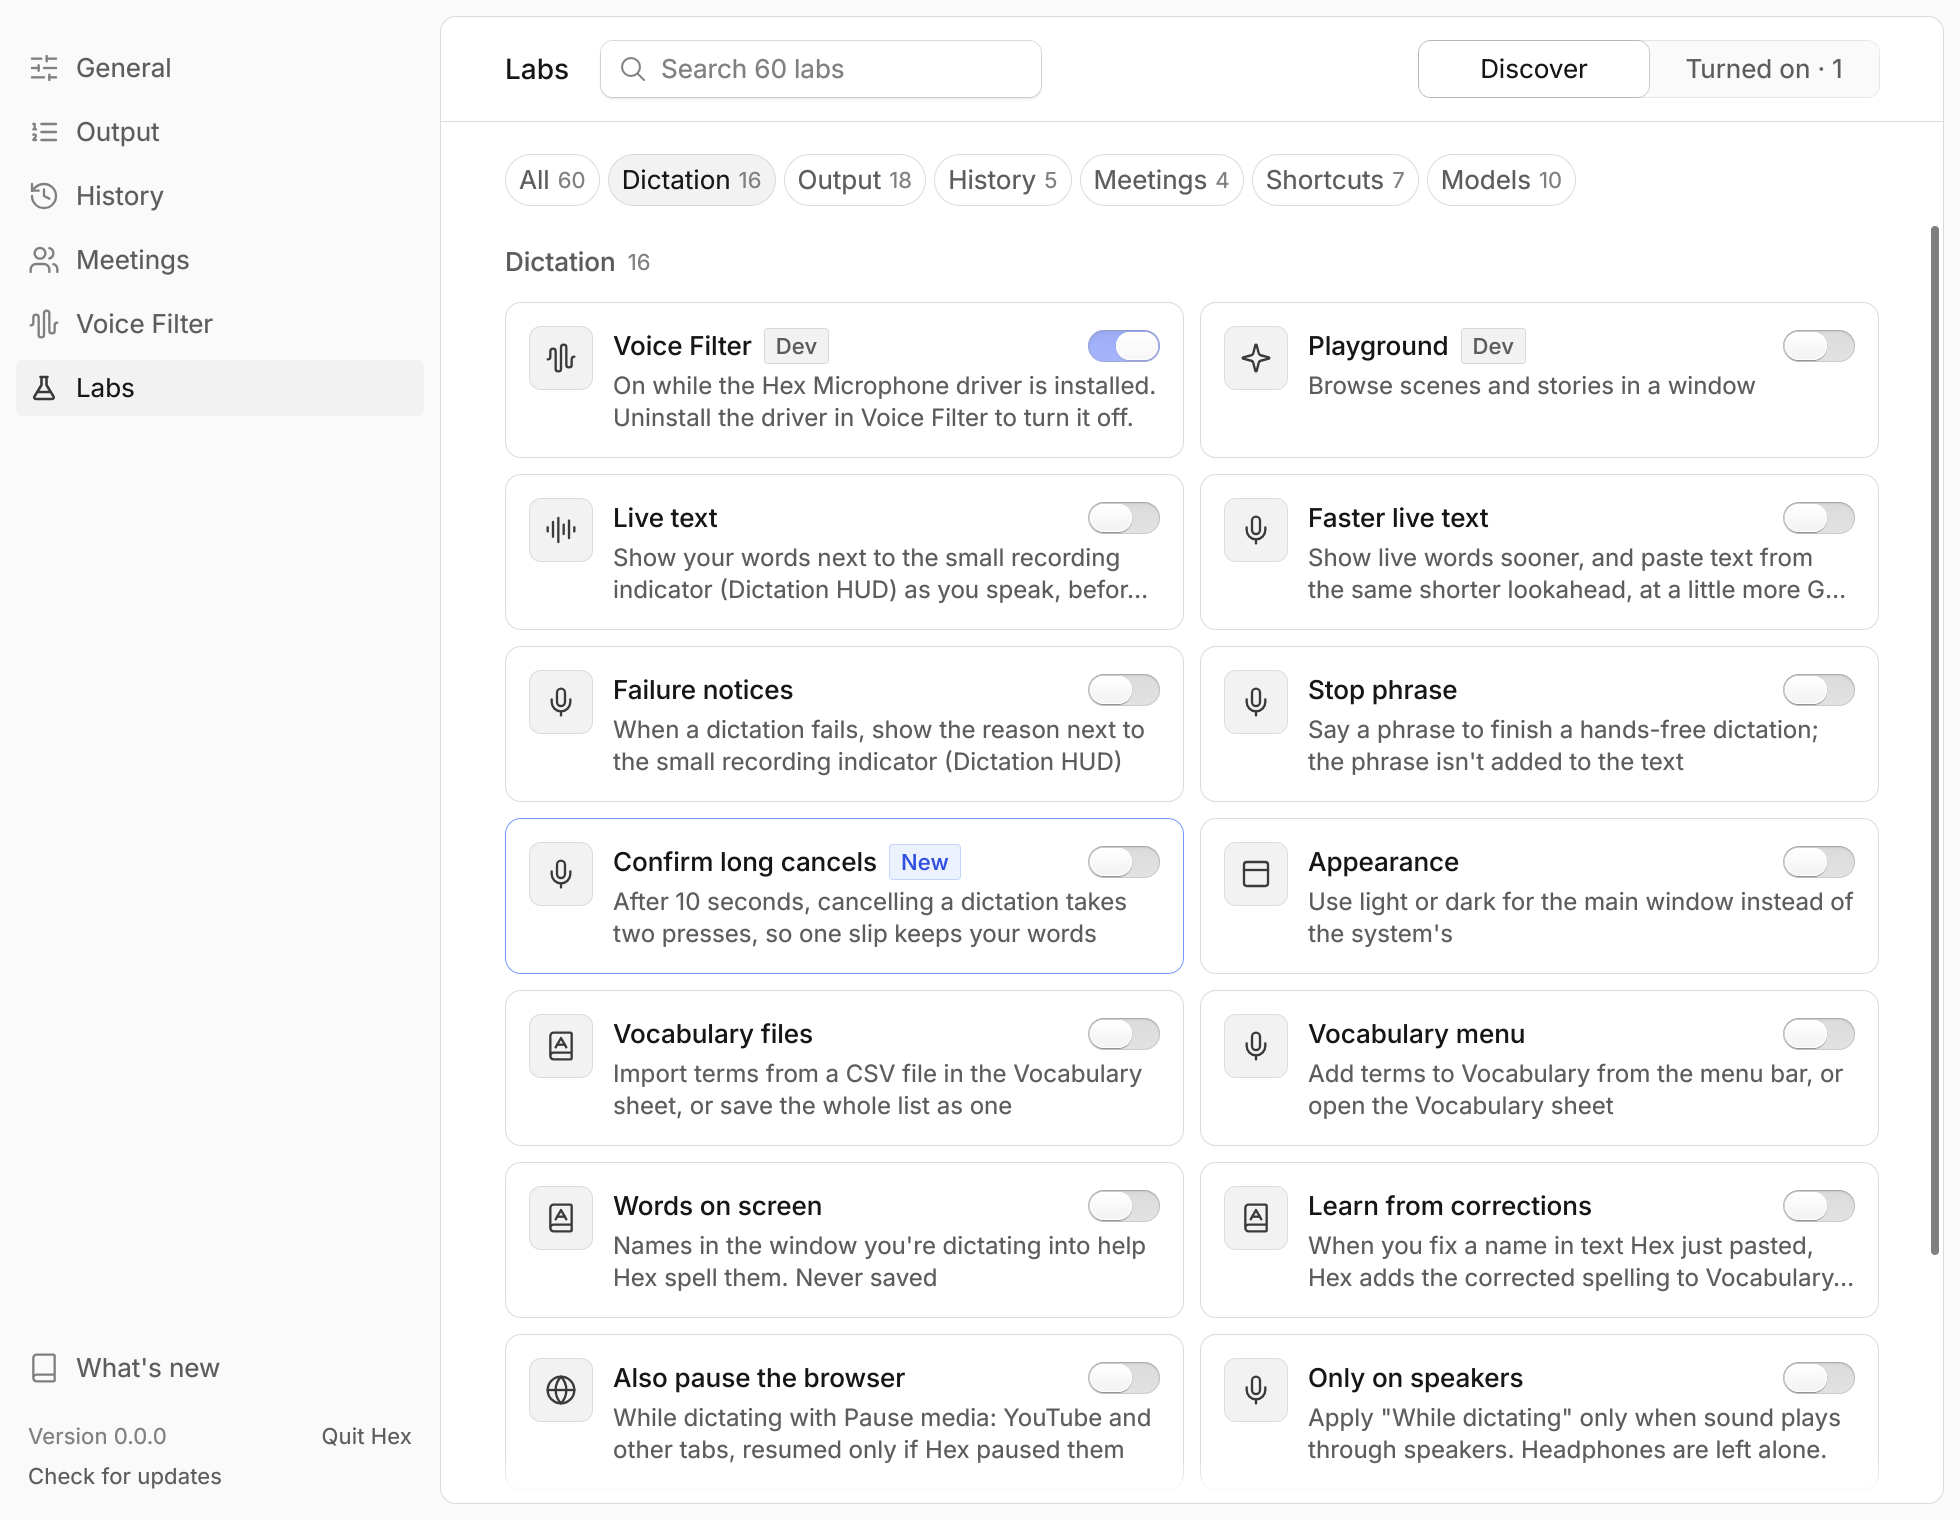 General
Output
History
Meetings
Voice Filter
Labs
What's new
Version 0.0.0
Quit Hex
Check for updates
Labs
Search 60 labs
Discover
Turned on · 1
All 60
Dictation 16
Output 18
History 5
Meetings 4
Shortcuts 7
Models 10
Dictation 16
Voice Filter Dev
On while the Hex Microphone driver is installed.
Uninstall the driver in Voice Filter to turn it off.
Playground Dev
Browse scenes and stories in a window
Live text
Show your words next to the small recording
indicator (Dictation HUD) as you speak, befor...
Faster live text
Show live words sooner, and paste text from
the same shorter lookahead, at a little more G...
Failure notices
When a dictation fails, show the reason next to
the small recording indicator (Dictation HUD)
Stop phrase
Say a phrase to finish a hands-free dictation;
the phrase isn't added to the text
Confirm long cancels New
After 10 seconds, cancelling a dictation takes
two presses, so one slip keeps your words
Appearance
Use light or dark for the main window instead of
the system's
Vocabulary files
Import terms from a CSV file in the Vocabulary
sheet, or save the whole list as one
Vocabulary menu
Add terms to Vocabulary from the menu bar, or
open the Vocabulary sheet
Words on screen
Names in the window you're dictating into help
Hex spell them. Never saved
Learn from corrections
When you fix a name in text Hex just pasted,
Hex adds the corrected spelling to Vocabulary...
Also pause the browser
While dictating with Pause media: YouTube and
other tabs, resumed only if Hex paused them
Only on speakers
Apply "While dictating" only when sound plays
through speakers. Headphones are left alone.